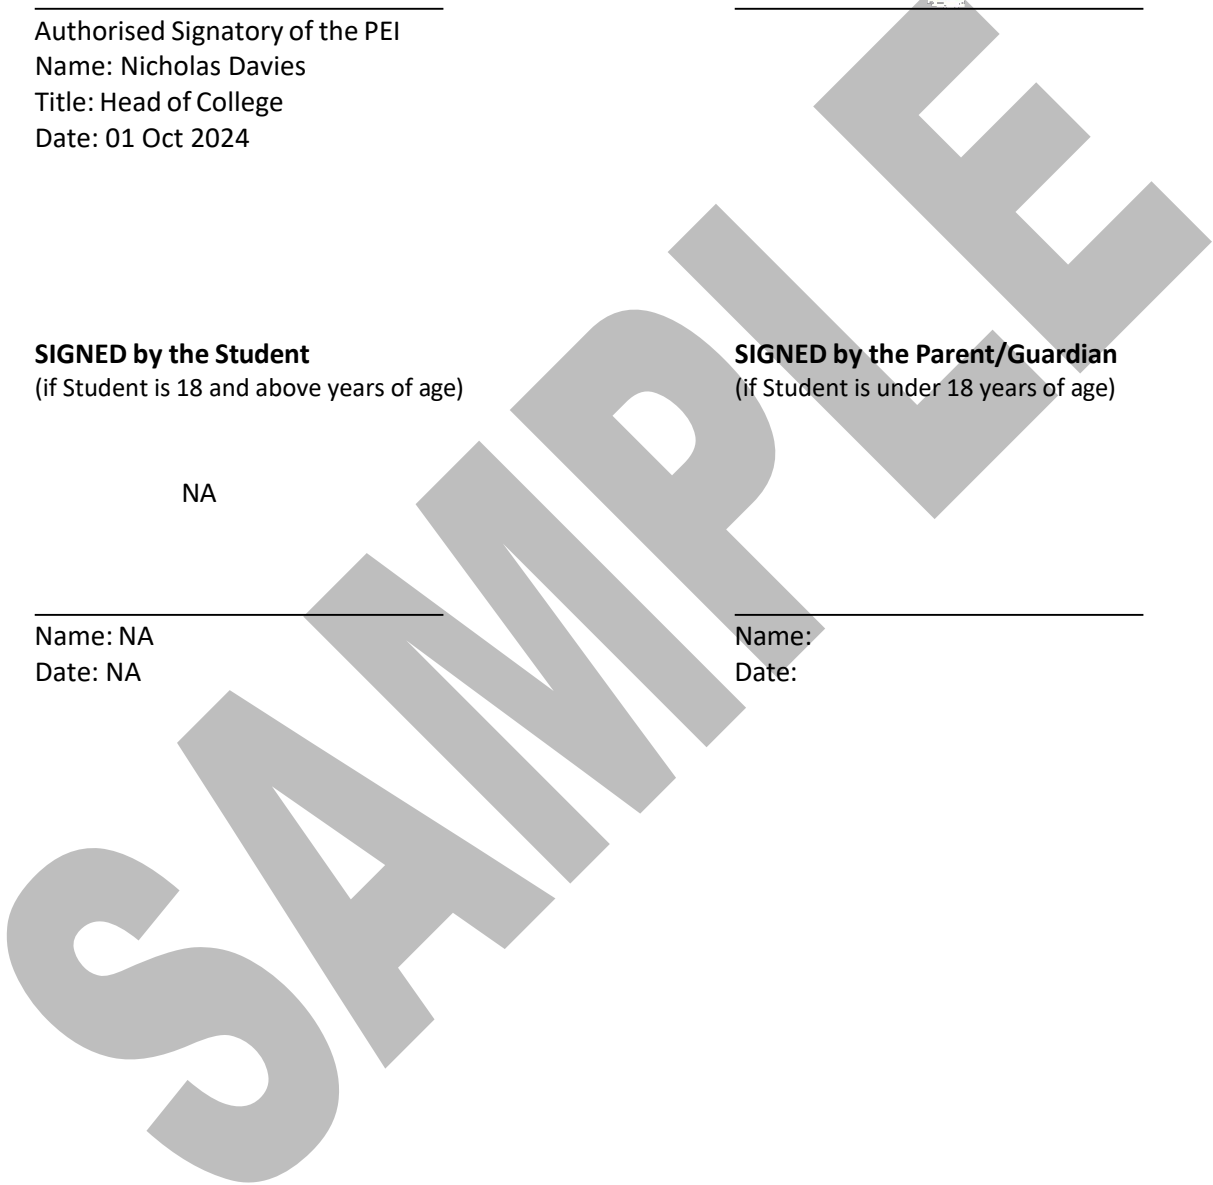 Authorised Signatory of the PEI
Name: Nicholas Davies
Title: Head of College
Date: 01 Oct 2024
SIGNED by the Student
(if Student is 18 and above years of age)
NA
Name: NA
Date: NA
SIGNED by the Parent/Guardian
(if Student is under 18 years of age)
Name:
Date:
SAMPLE